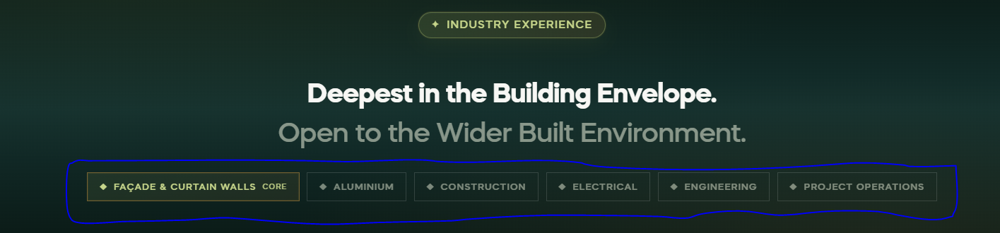 INDUSTRY EXPERIENCE
Deepest in the Building Envelope.
Open to the Wider Built Environment.
FAÇADE & CURTAIN WALLS CORE ALUMINIUM CONSTRUCTION ELECTRICAL ENGINEERING PROJECT OPERATIONS